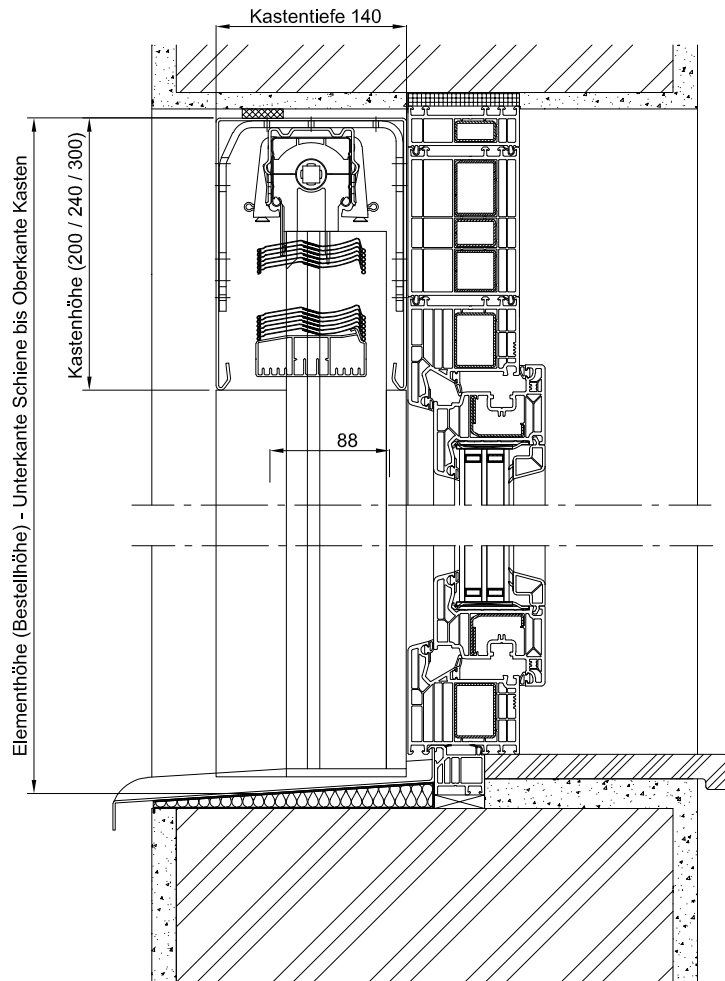 Kastentiefe 140
Kastenhöhe (200 / 240 / 300)
Elementhöhe (Bestellhöhe) - Unterkante Schiene bis Oberkante Kasten
88